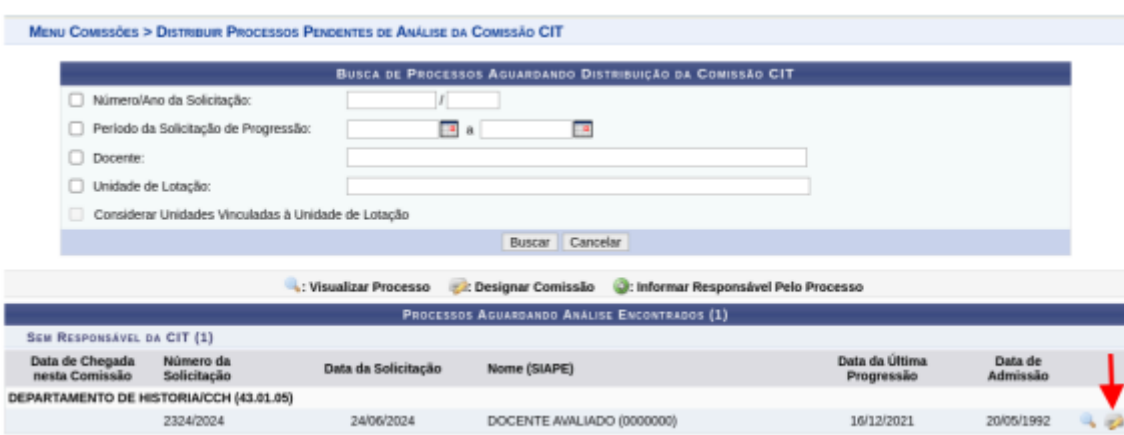 MENU COMISSÕES > DISTRIBUIR PROCESSOS PENDENTES DE ANÁLISE DA COMISSÃO CIT
BUSCA DE PROCESSOS AGUARDANDO DISTRIBUIÇÃO DA COMISSÃO CIT
Número/Ano da Solicitação: /
Período da Solicitação de Progressão: a
Docente:
Unidade de Lotação:
Considerar Unidades Vinculadas à Unidade de Lotação
Buscar Cancelar
: Visualizar Processo : Designar Comissão : Informar Responsável Pelo Processo
PROCESSOS AGUARDANDO ANÁLISE ENCONTRADOS (1)
SEM RESPONSÁVEL DA CIT (1)
Data de Chegada nesta Comissão Número da Solicitação Data da Solicitação Nome (SIAPE) Data da Última Progressão Data de Admissão
DEPARTAMENTO DE HISTORIA/CCH (43.01.05)
2324/2024 24/06/2024 DOCENTE AVALIADO (0000000) 16/12/2021 20/05/1992